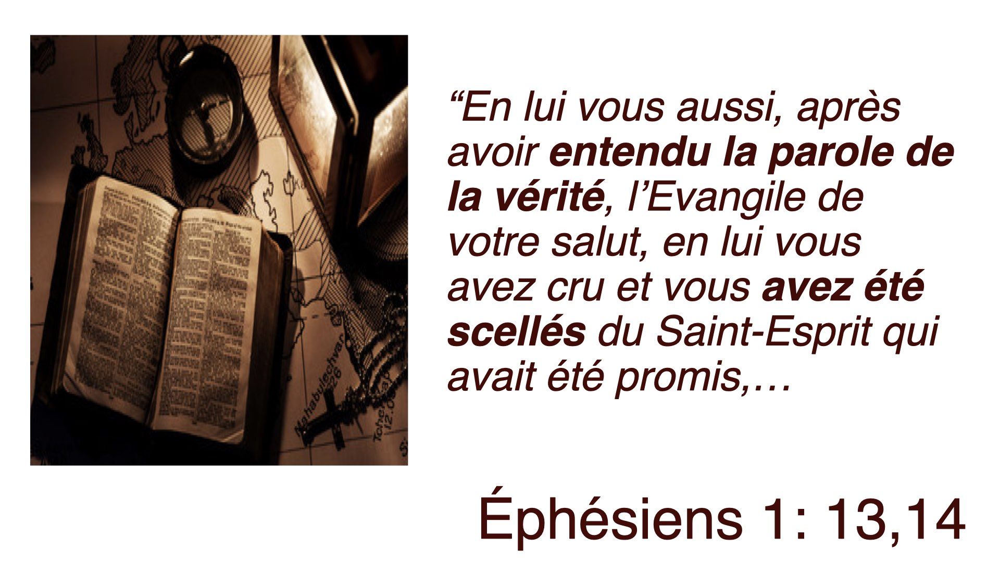 “En lui vous aussi, après
avoir entendu la parole de
la vérité, l’Evangile de
votre salut, en lui vous
avez cru et vous avez été
scellés du Saint-Esprit qui
avait été promis,…
Éphésiens 1: 13,14
Mahabulechvar